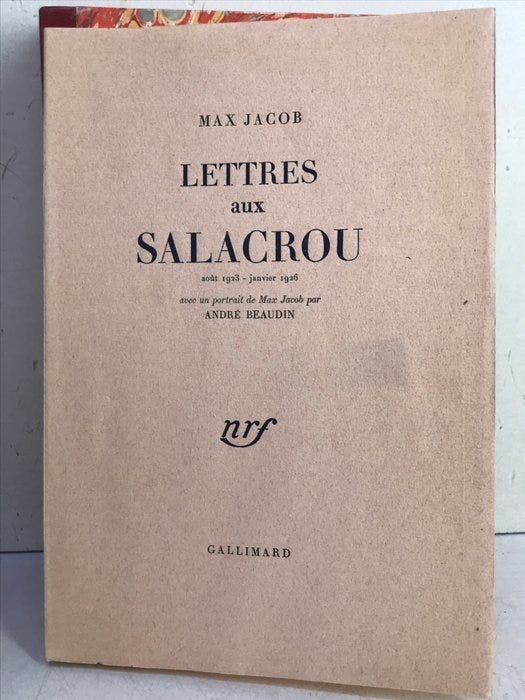 MAX JACOB
LETTRES
aux
SALACROU
août 1923 - janvier 1926
avec un portrait de Max Jacob par
ANDRÉ BEAUDIN
nrf
GALLIMARD